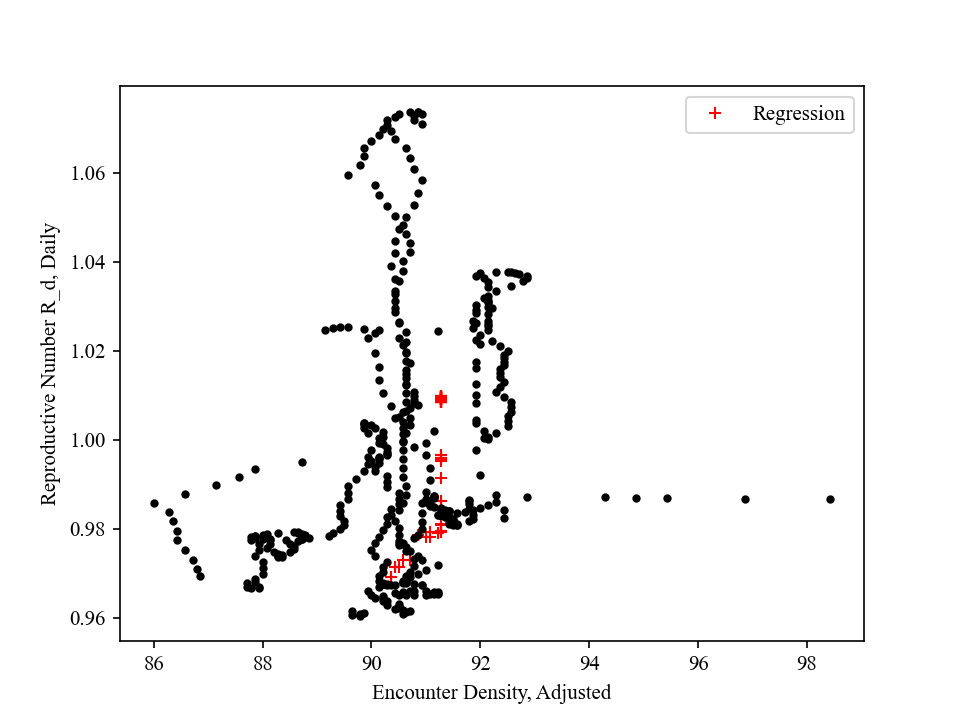 Regression
1.06
1.04
1.02
1.00
0.98
0.96
Reproductive Number R_d, Daily
86 88 90 92 94 96 98
Encounter Density, Adjusted